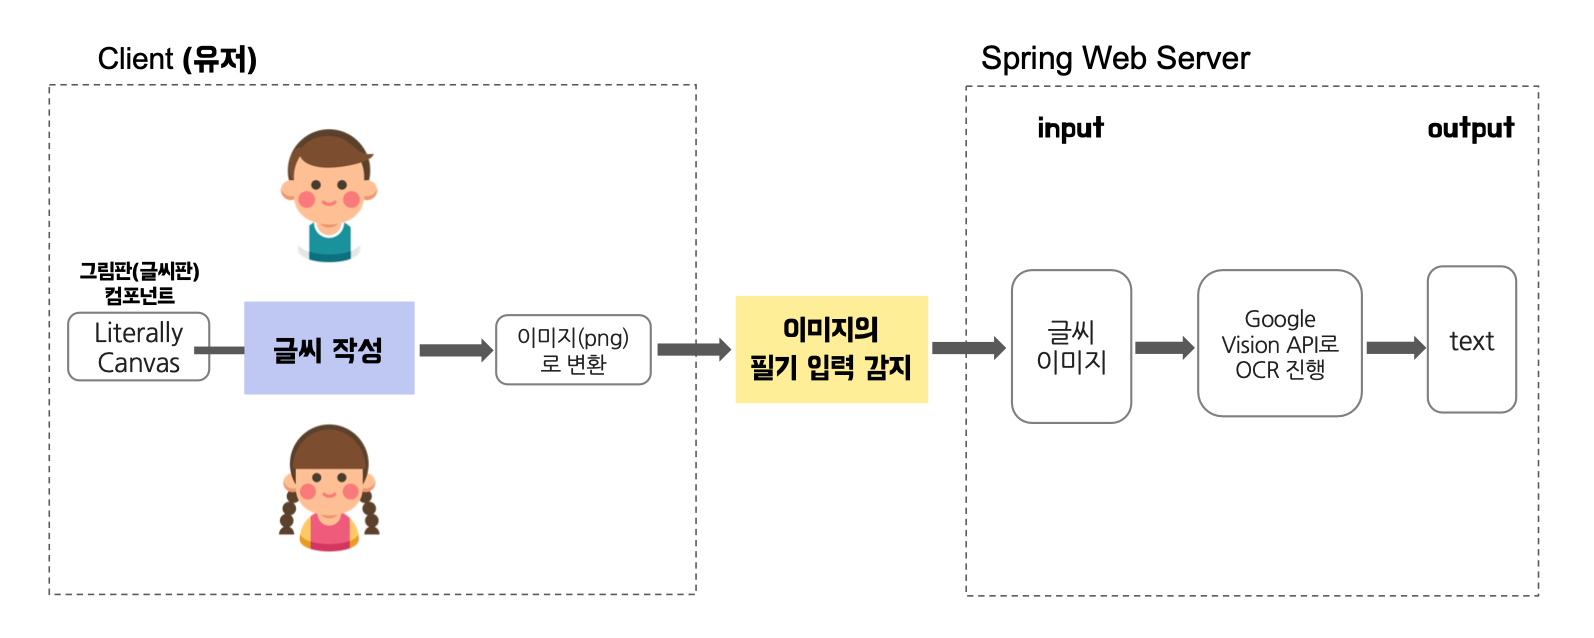 Client (유저)
Spring Web Server
그림판(글씨판)
컴포넌트
Literally
Canvas
글씨 작성
이미지(png)
로 변환
이미지의
필기 입력 감지
input
output
글씨
이미지
Google
Vision API로
OCR 진행
text